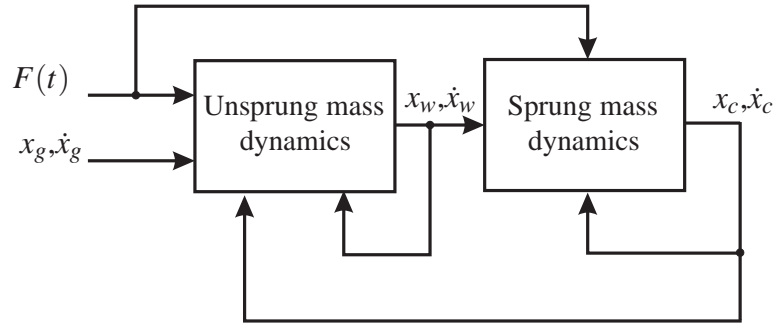 F(t)
x_g,ẋ_g
Unsprung mass
dynamics
x_w,ẋ_w
Sprung mass
dynamics
x_c,ẋ_c